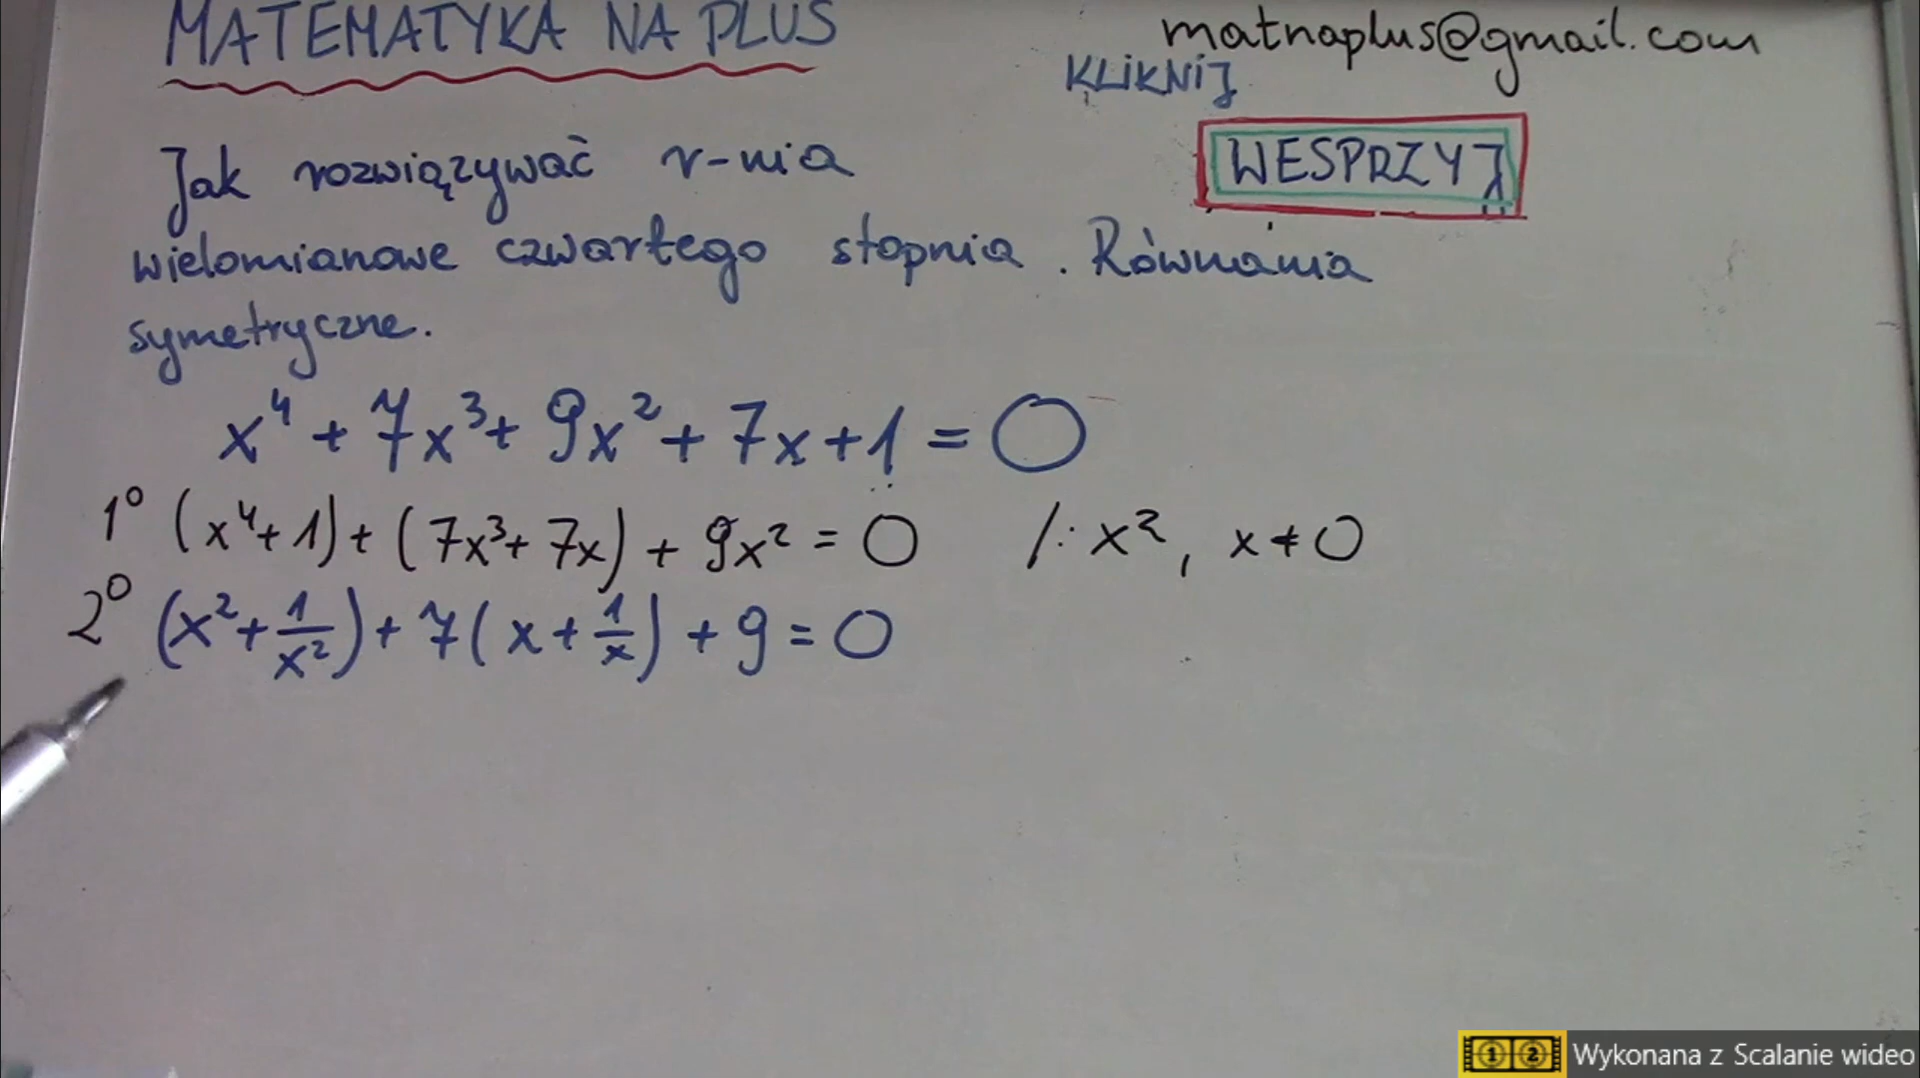 MATEMATYKA NA PLUS
matnaplus@gmail.com
KLiKNiJ
WESPRZYJ
Jak rozwiązywać r-nia
wielomianowe czwartego stopnia. Równania
symetryczne.
x⁴ + 7x³ + 9x² + 7x + 1 = 0
1° (x⁴ + 1) + (7x³ + 7x) + 9x² = 0 /: x², x ≠ 0
2° (x² + 1/x²) + 7(x + 1/x) + 9 = 0
1 2 Wykonana z Scalanie wideo